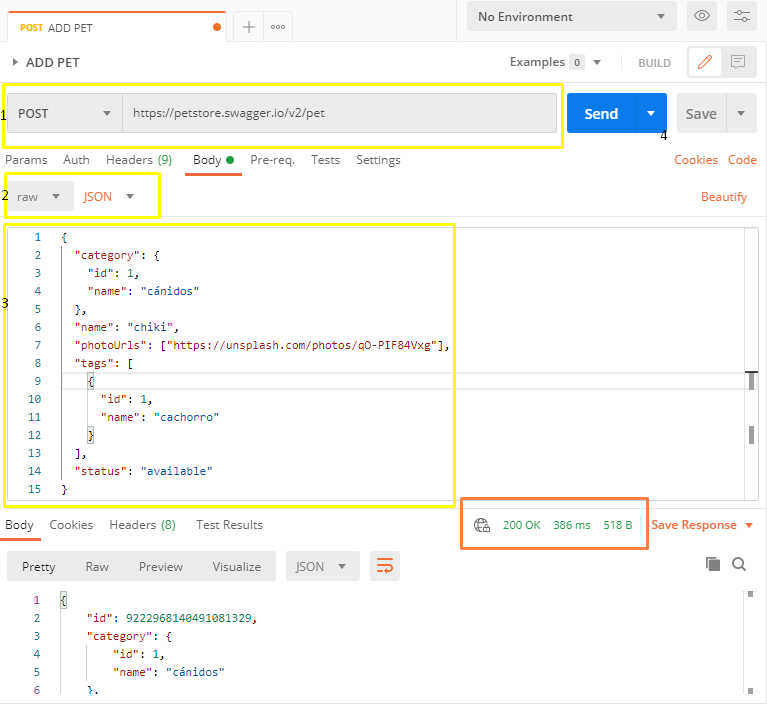 POST ADD PET
No Environment
ADD PET
Examples 0
BUILD
1
POST
https://petstore.swagger.io/v2/pet
Send
Save
4
Params Auth Headers (9) Body Pre-req. Tests Settings
Cookies Code
2
raw JSON
Beautify
3
1 {
2 "category": {
3 "id": 1,
4 "name": "cánidos"
5 },
6 "name": "chiki",
7 "photoUrls": ["https://unsplash.com/photos/qO-PIF84Vxg"],
8 "tags": [
9 {
10 "id": 1,
11 "name": "cachorro"
12 }
13 ],
14 "status": "available"
15 }
Body Cookies Headers (8) Test Results
200 OK 386 ms 518 B
Save Response
Pretty Raw Preview Visualize JSON
1 {
2 "id": 9222968140491081329,
3 "category": {
4 "id": 1,
5 "name": "cánidos"
6 },